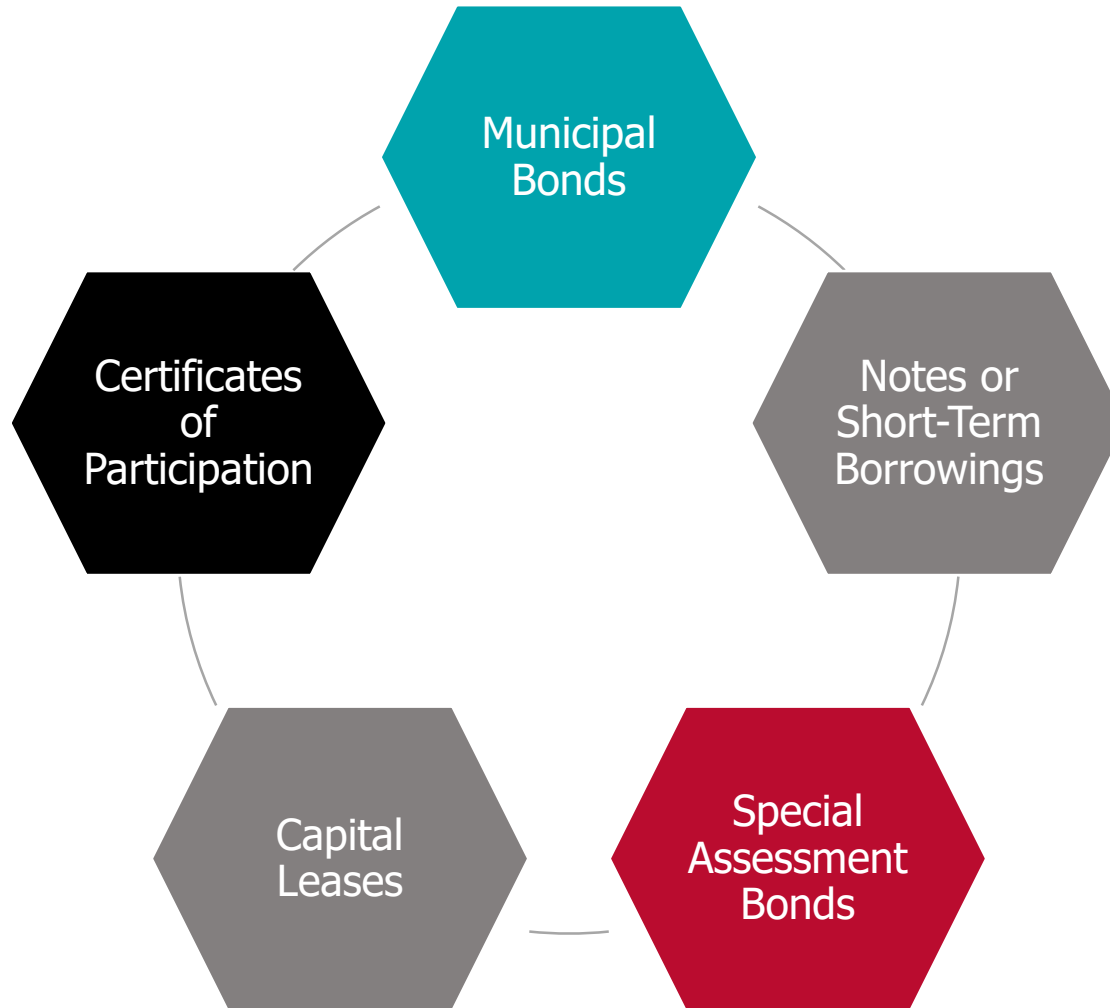 Municipal
Bonds
Notes or
Short-Term
Borrowings
Special
Assessment
Bonds
Capital
Leases
Certificates
of
Participation